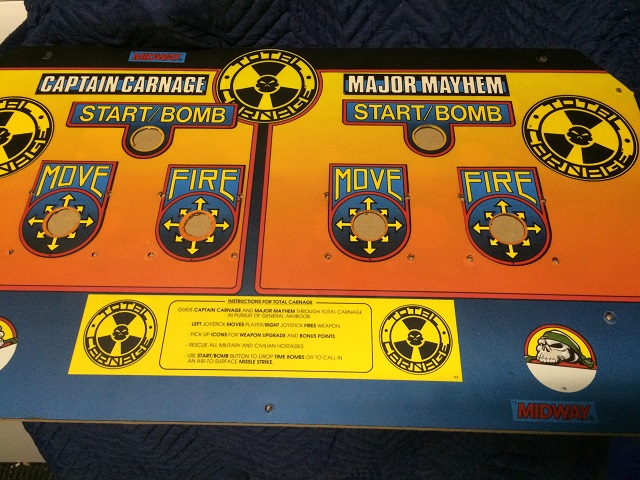 MIDWAY
TOTAL
CARNAGE
CAPTAIN CARNAGE
MAJOR MAYHEM
START/BOMB
START/BOMB
TOTAL
CARNAGE
TOTAL
CARNAGE
MOVE
FIRE
MOVE
FIRE
INSTRUCTIONS FOR TOTAL CARNAGE
GUIDE CAPTAIN CARNAGE AND MAJOR MAYHEM THROUGH TOTAL CARNAGE
IN PURSUIT OF GENERAL AKHBOOB
- LEFT JOYSTICK MOVES PLAYER/RIGHT JOYSTICK FIRES WEAPON.
- PICK UP ICONS FOR WEAPON UPGRADE AND BONUS POINTS
- RESCUE ALL MILITARY AND CIVILIAN HOSTAGES
- USE START/BOMB BUTTON TO DROP TIME BOMBS OR TO CALL IN
AN AIR-TO-SURFACE MISSILE STRIKE.
TOTAL
CARNAGE
TOTAL
CARNAGE
MIDWAY